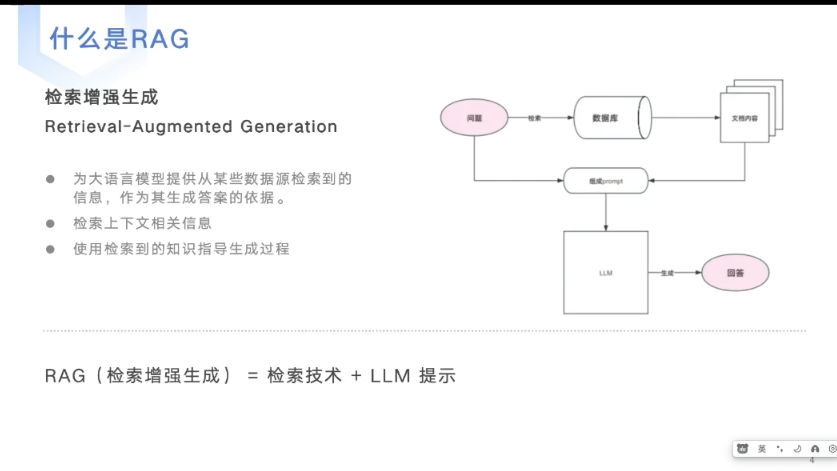 什么是RAG
检索增强生成
Retrieval-Augmented Generation
为大语言模型提供从某些数据源检索到的
信息，作为其生成答案的依据。
检索上下文相关信息
使用检索到的知识指导生成过程
问题
检索
数据库
文档内容
组成prompt
LLM
生成
回答
RAG（检索增强生成） = 检索技术 + LLM 提示
英
4